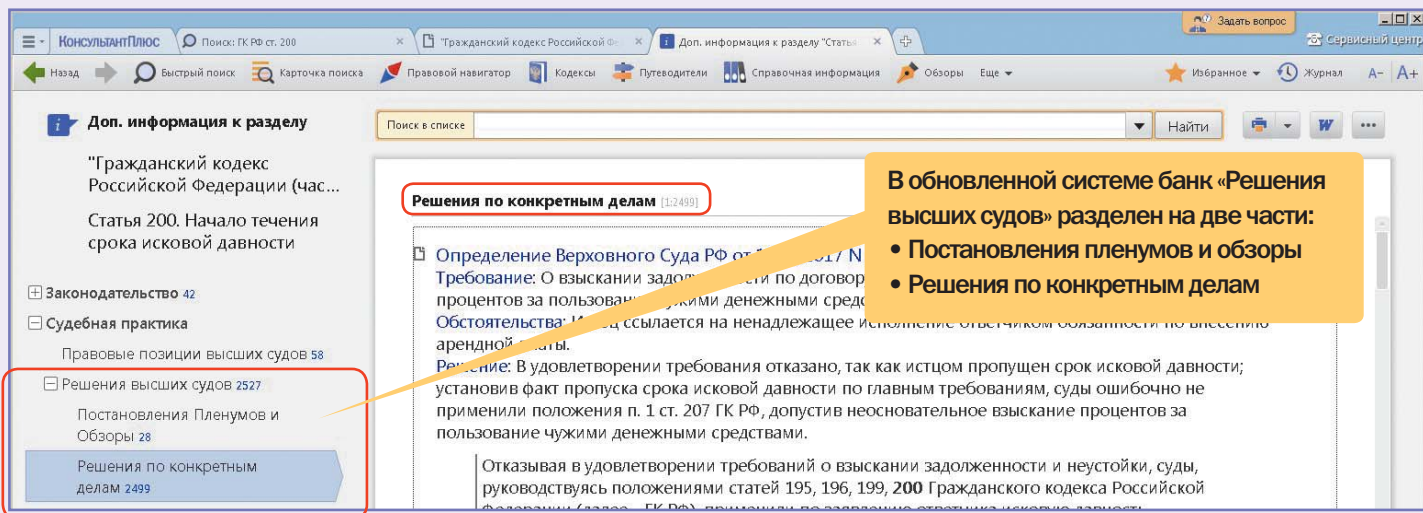 Задать вопрос
КонсультантПлюс
Поиск: ГК РФ ст. 200
"Гражданский кодекс Российской Фе
Доп. информация к разделу "Статья
Сервисный центр
Назад
Быстрый поиск
Карточка поиска
Правовой навигатор
Кодексы
Путеводители
Справочная информация
Обзоры
Еще
Избранное
Журнал
А- А+
Доп. информация к разделу
"Гражданский кодекс
Российской Федерации (час...
Статья 200. Начало течения
срока исковой давности
Законодательство 42
Судебная практика
Правовые позиции высших судов 58
Решения высших судов 2527
Постановления Пленумов и
Обзоры 28
Решения по конкретным
делам 2499
Поиск в списке
Найти
W
Решения по конкретным делам [1:2499]
Определение Верховного Суда РФ от 17 N
Требование: О взыскании по
процентов за чужими денежными
Обстоятельства: ссылается на ненадлежащее исполнение ответчиком обязанности по внесению
арендной платы.
Решение: В удовлетворении требования отказано, так как истцом пропущен срок исковой давности;
установив факт пропуска срока исковой давности по главным требованиям, суды ошибочно не
применили положения п. 1 ст. 207 ГК РФ, допустив неосновательное взыскание процентов за
пользование чужими денежными средствами.
Отказывая в удовлетворении требований о взыскании задолженности и неустойки, суды,
руководствуясь положениями статей 195, 196, 199, 200 Гражданского кодекса Российской
В обновленной системе банк «Решения
высших судов» разделен на две части:
• Постановления пленумов и обзоры
• Решения по конкретным делам